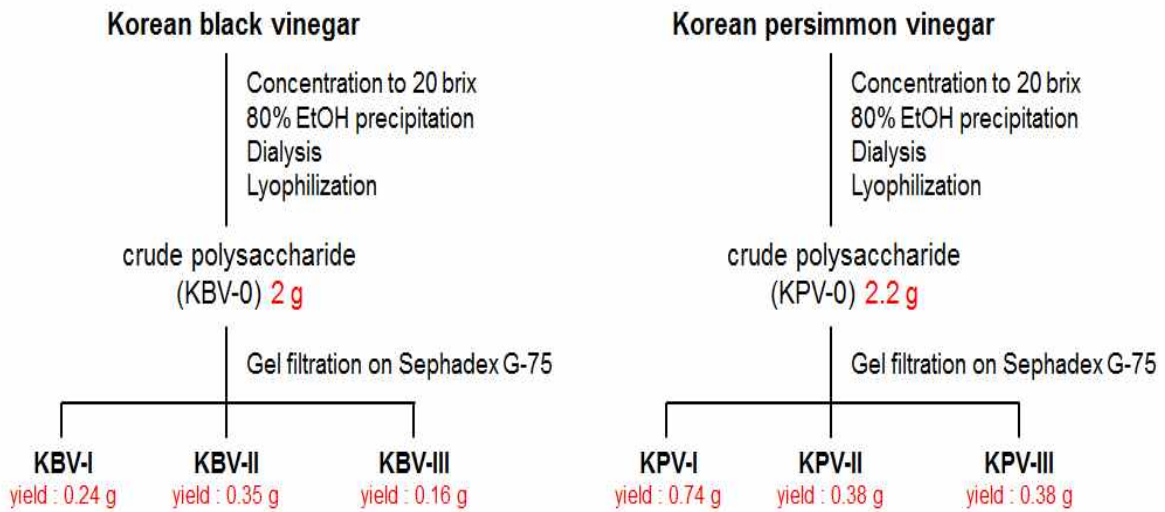 Korean black vinegar
Concentration to 20 brix
80% EtOH precipitation
Dialysis
Lyophilization
crude polysaccharide
(KBV-0) 2 g
Gel filtration on Sephadex G-75
KBV-I
yield : 0.24 g
KBV-II
yield : 0.35 g
KBV-III
yield : 0.16 g
Korean persimmon vinegar
Concentration to 20 brix
80% EtOH precipitation
Dialysis
Lyophilization
crude polysaccharide
(KPV-0) 2.2 g
Gel filtration on Sephadex G-75
KPV-I
yield : 0.74 g
KPV-II
yield : 0.38 g
KPV-III
yield : 0.38 g